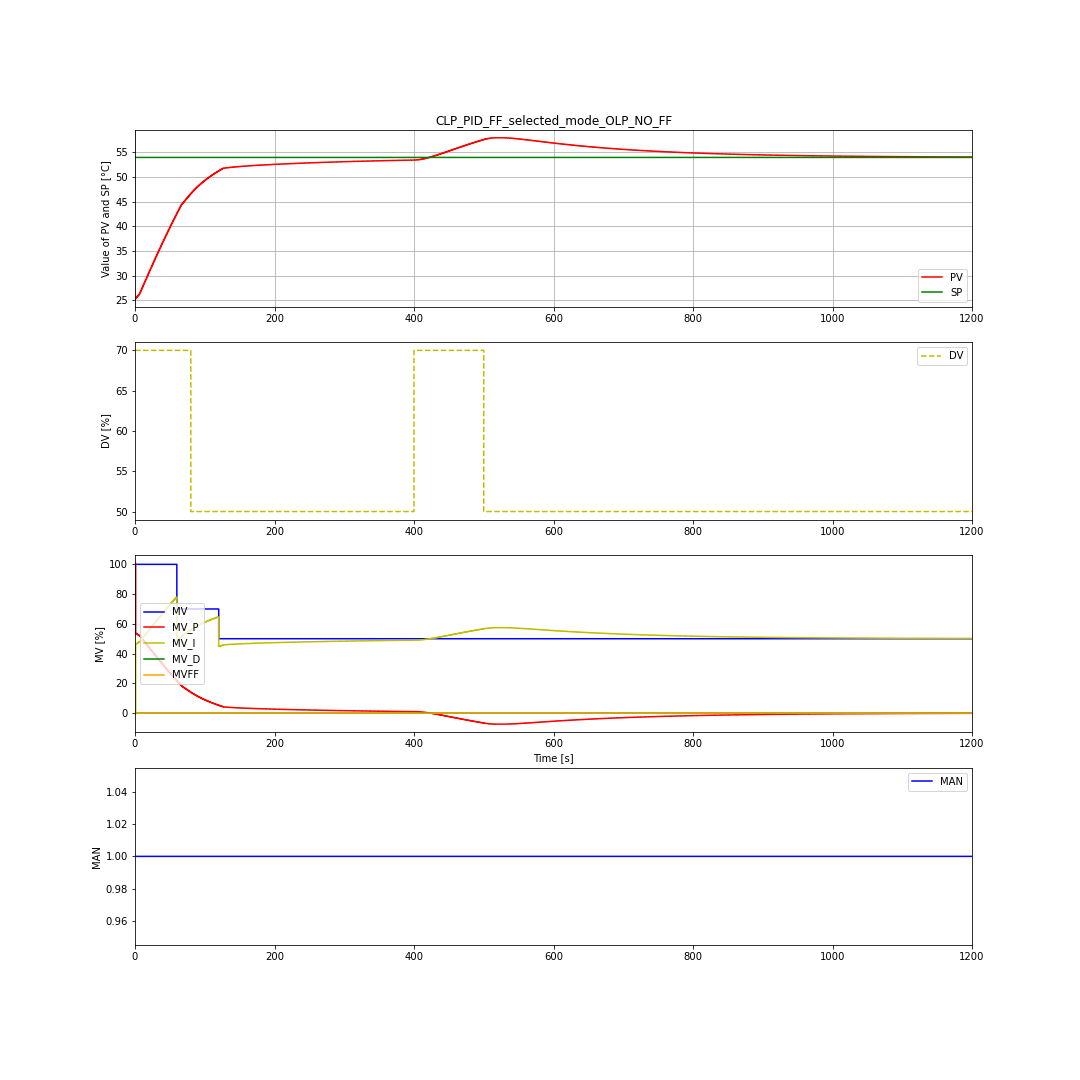 CLP_PID_FF_selected_mode_OLP_NO_FF
Value of PV and SP [°C]
55
50
45
40
35
30
25
0 200 400 600 800 1000 1200
PV
SP
DV [%]
70
65
60
55
50
0 200 400 600 800 1000 1200
DV
MV [%]
100
80
60
40
20
0
MV
MV_P
MV_I
MV_D
MVFF
0 200 400 600 800 1000 1200
Time [s]
MAN
1.04
1.02
1.00
0.98
0.96
0 200 400 600 800 1000 1200
MAN